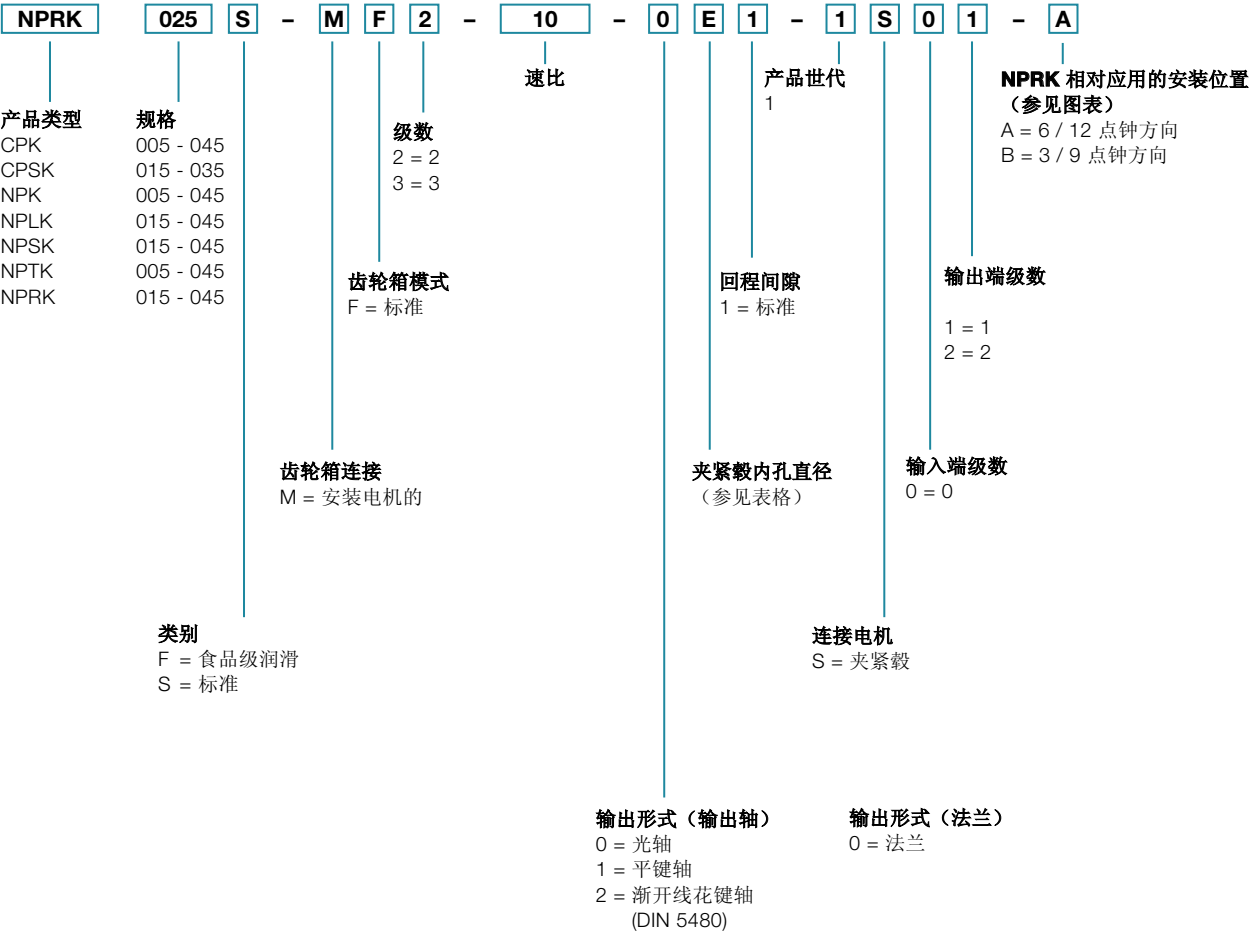 NPRK 025 S – M F 2 – 10 – 0 E 1 – 1 S 0 1 – A
产品类型
CPK
CPSK
NPK
NPLK
NPSK
NPTK
NPRK
规格
005 - 045
015 - 035
005 - 045
015 - 045
015 - 045
005 - 045
015 - 045
类别
F = 食品级润滑
S = 标准
齿轮箱连接
M = 安装电机的
齿轮箱模式
F = 标准
级数
2 = 2
3 = 3
速比
输出形式（输出轴）
0 = 光轴
1 = 平键轴
2 = 渐开线花键轴
(DIN 5480)
输出形式（法兰）
0 = 法兰
夹紧毂内孔直径
（参见表格）
回程间隙
1 = 标准
产品世代
1
连接电机
S = 夹紧毂
输入端级数
0 = 0
输出端级数
1 = 1
2 = 2
NPRK 相对应用的安装位置
（参见图表）
A = 6 / 12 点钟方向
B = 3 / 9 点钟方向